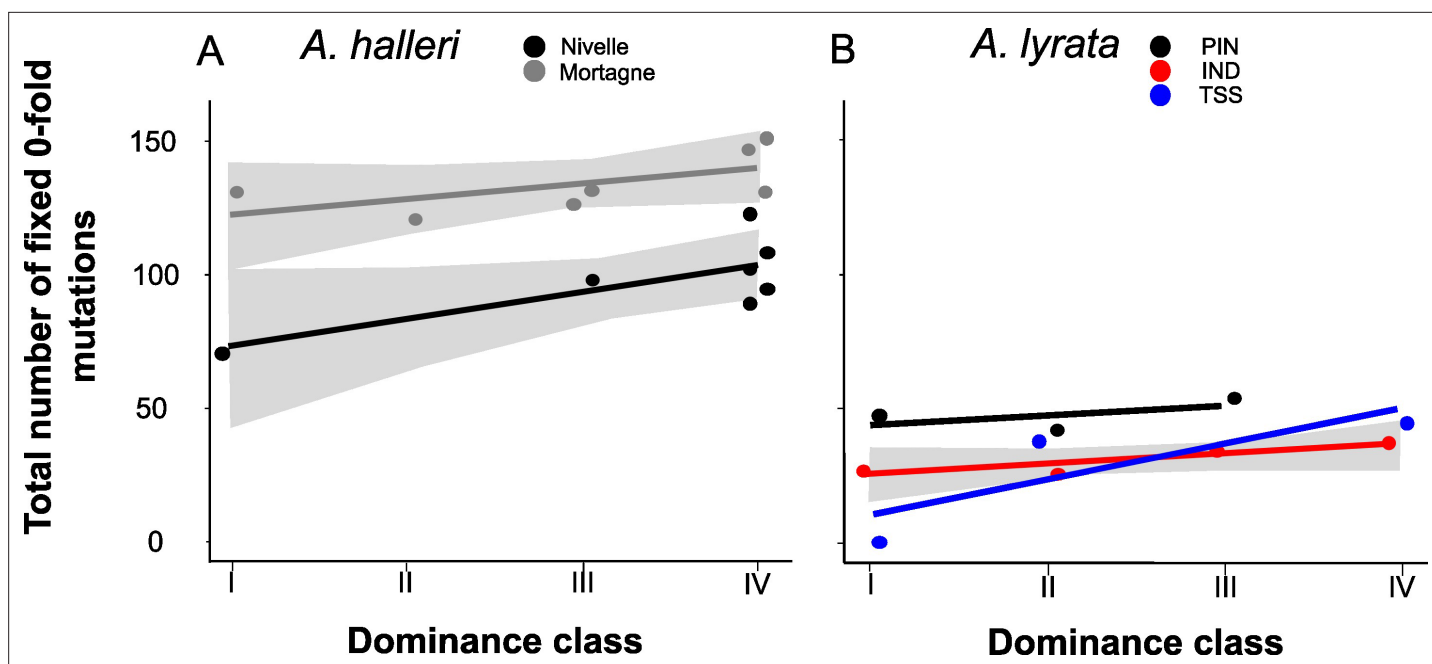 A
A. halleri
Nivelle
Mortagne
Total number of fixed 0-fold
mutations
150
100
50
0
I II III IV
Dominance class
B
A. lyrata
PIN
IND
TSS
I II III IV
Dominance class